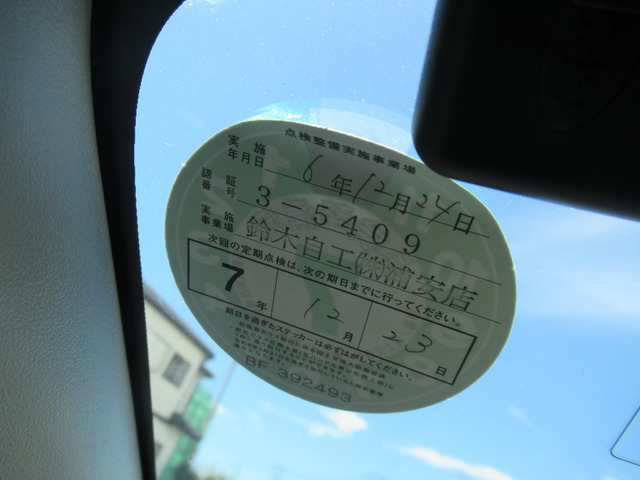 点検整備実施事業場
実施年月日 6年12月24日
認証番号 3-5409
実施事業場 鈴木自工㈱浦安店
次回の定期点検は、次の期日までに行ってください。
7年 12月 23日
期日を過ぎたステッカーは必ずはがしてください。
BF 392493